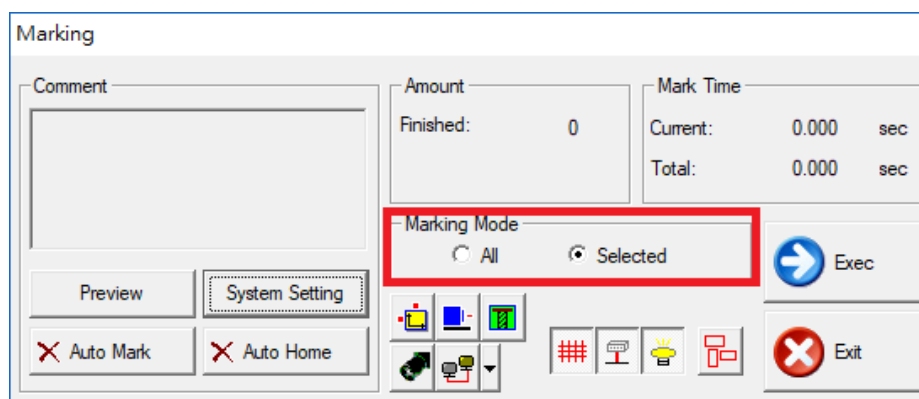 Marking
Comment
Amount
Finished: 0
Mark Time
Current: 0.000 sec
Total: 0.000 sec
Marking Mode
All Selected
Preview System Setting
Auto Mark Auto Home
Exec
Exit